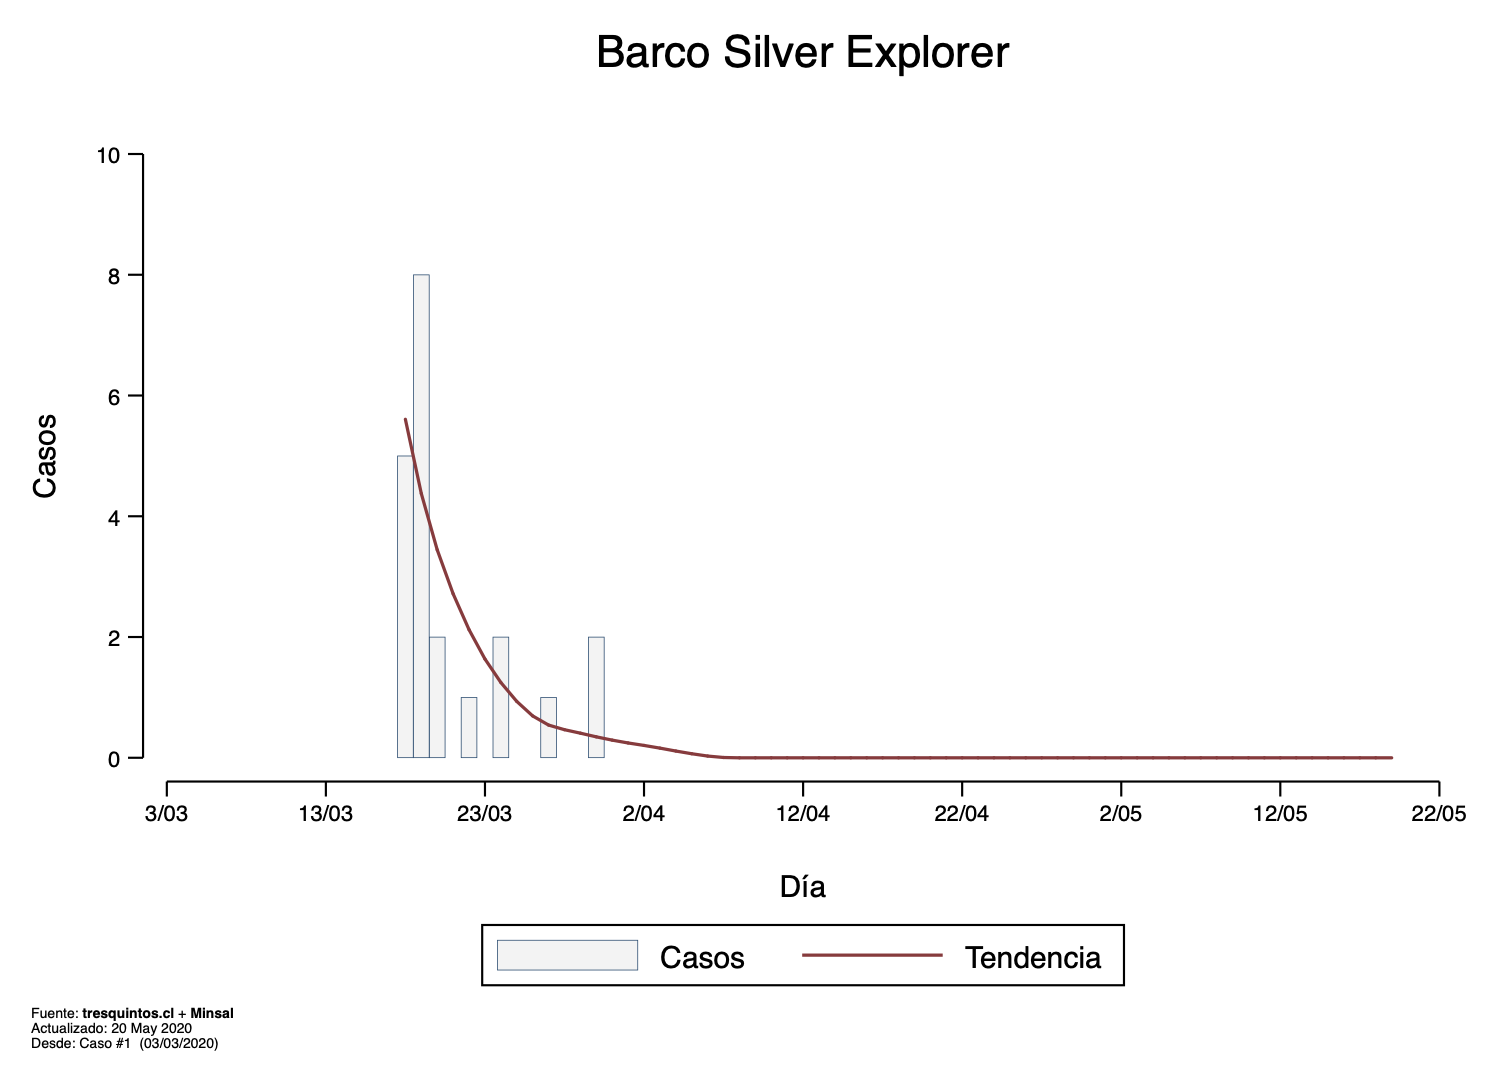 Barco Silver Explorer
10
8
6
4
2
0
Casos
3/03 13/03 23/03 2/04 12/04 22/04 2/05 12/05 22/05
Día
Casos Tendencia
Fuente: tresquintos.cl + Minsal
Actualizado: 20 May 2020
Desde: Caso #1 (03/03/2020)